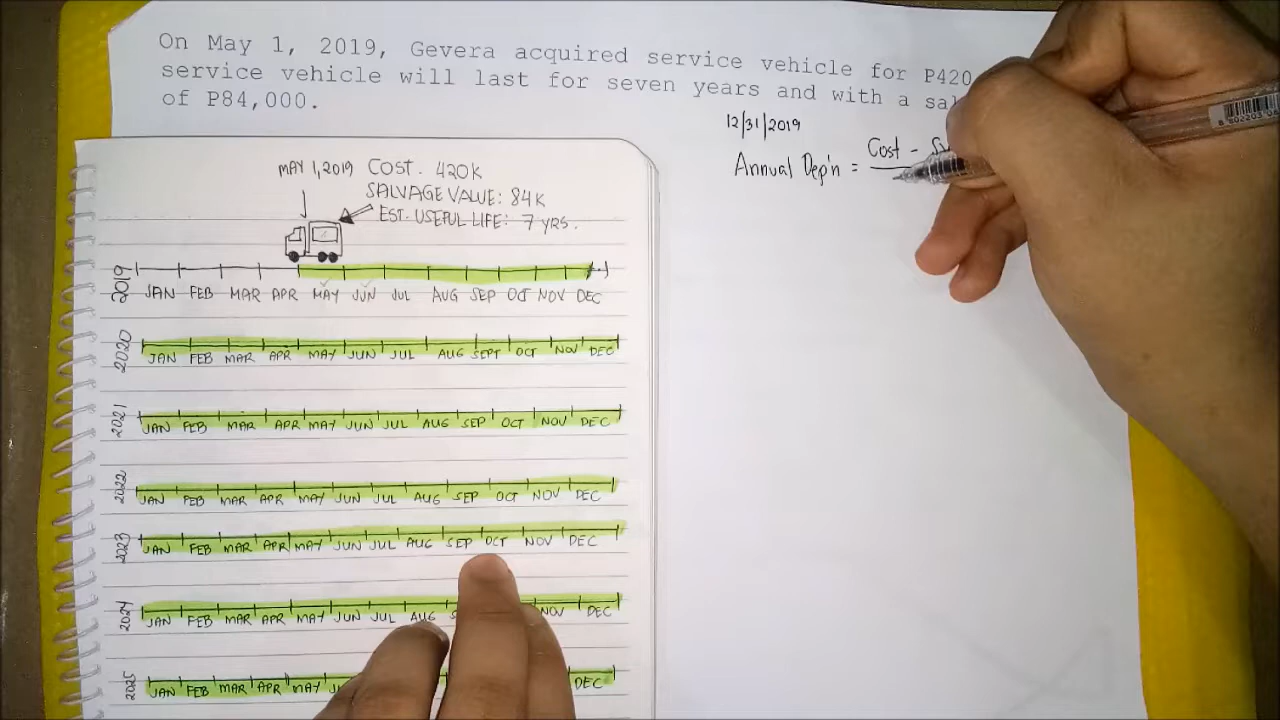 On May 1, 2019, Gevera acquired service vehicle for P420
service vehicle will last for seven years and with a
of P84,000.
12/31/2019
Annual Dep'n = Cost -
MAY 1, 2019 COST. 420K
SALVAGE VALUE: 84K
EST. USEFUL LIFE: 7 YRS.
2019
JAN FEB MAR APR MAY JUN JUL AUG SEP OCT NOV DEC
2020
JAN FEB MAR APR MAY JUN JUL AUG SEPT OCT NOV DEC
2021
JAN FEB MAR APR MAY JUN JUL AUG SEP OCT NOV DEC
2022
JAN FEB MAR APR MAY JUN JUL AUG SEP OCT NOV DEC
2023
JAN FEB MAR APR MAY JUN JUL AUG SEP OCT NOV DEC
2024
JAN FEB MAR APR MAY JUN JUL AUG NOV DEC
2025
JAN FEB MAR APR MAY DEC